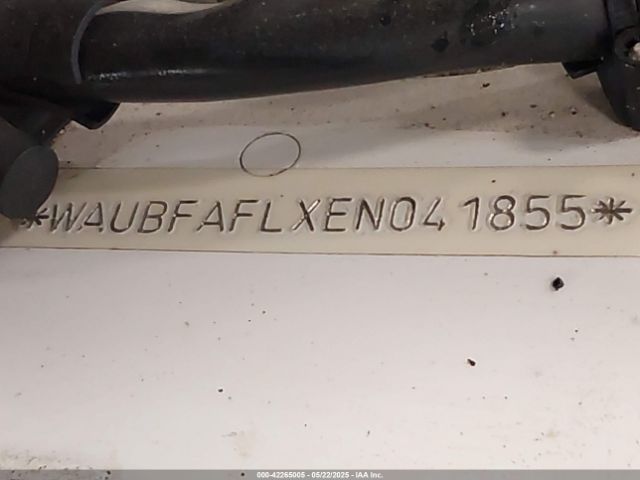 *WAUBFAFLXEN041855*
000-42265005 - 05/22/2025 - IAA Inc.